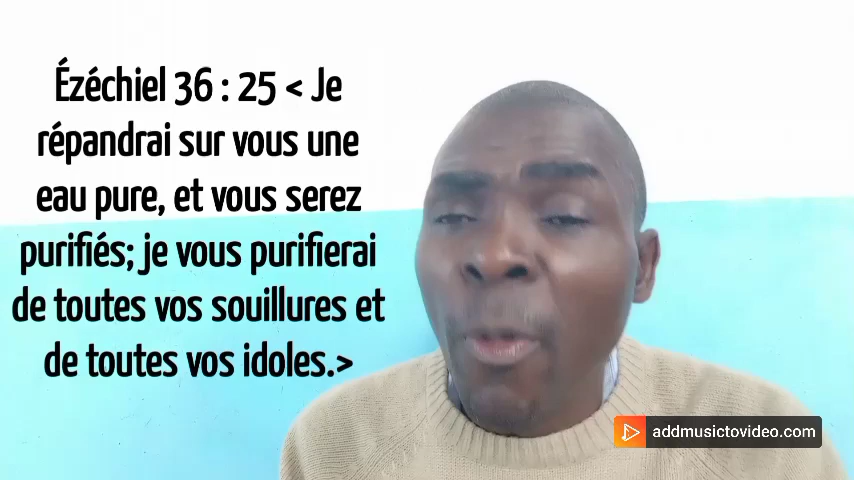 Ézéchiel 36 : 25 < Je
répandrai sur vous une
eau pure, et vous serez
purifiés; je vous purifierai
de toutes vos souillures et
de toutes vos idoles.>
addmusictovideo.com